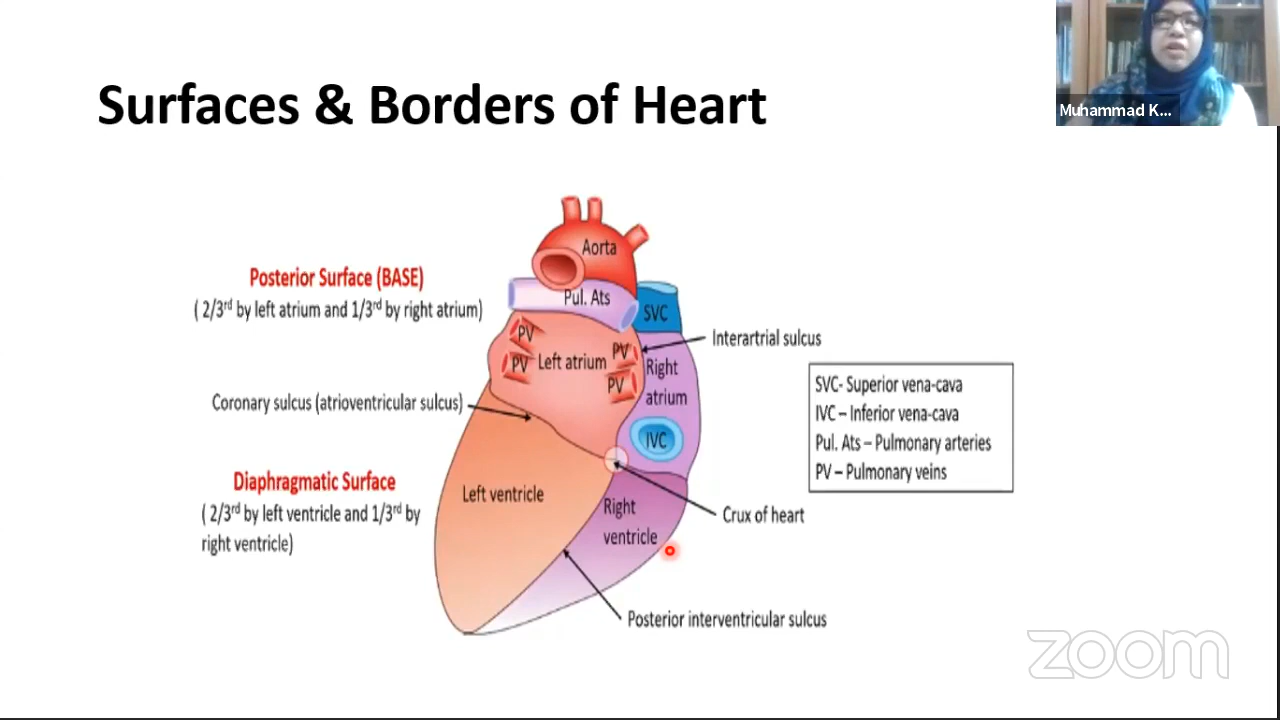 Surfaces & Borders of Heart
Muhammad K...
Aorta
Posterior Surface (BASE)
( 2/3rd by left atrium and 1/3rd by right atrium)
Pul. Ats
SVC
PV
PV
Left atrium
PV
PV
Interartrial sulcus
Right
atrium
SVC- Superior vena-cava
IVC – Inferior vena-cava
Pul. Ats – Pulmonary arteries
PV – Pulmonary veins
Coronary sulcus (atrioventricular sulcus)
IVC
Diaphragmatic Surface
( 2/3rd by left ventricle and 1/3rd by
right ventricle)
Left ventricle
Right
ventricle
Crux of heart
Posterior interventricular sulcus
zoom